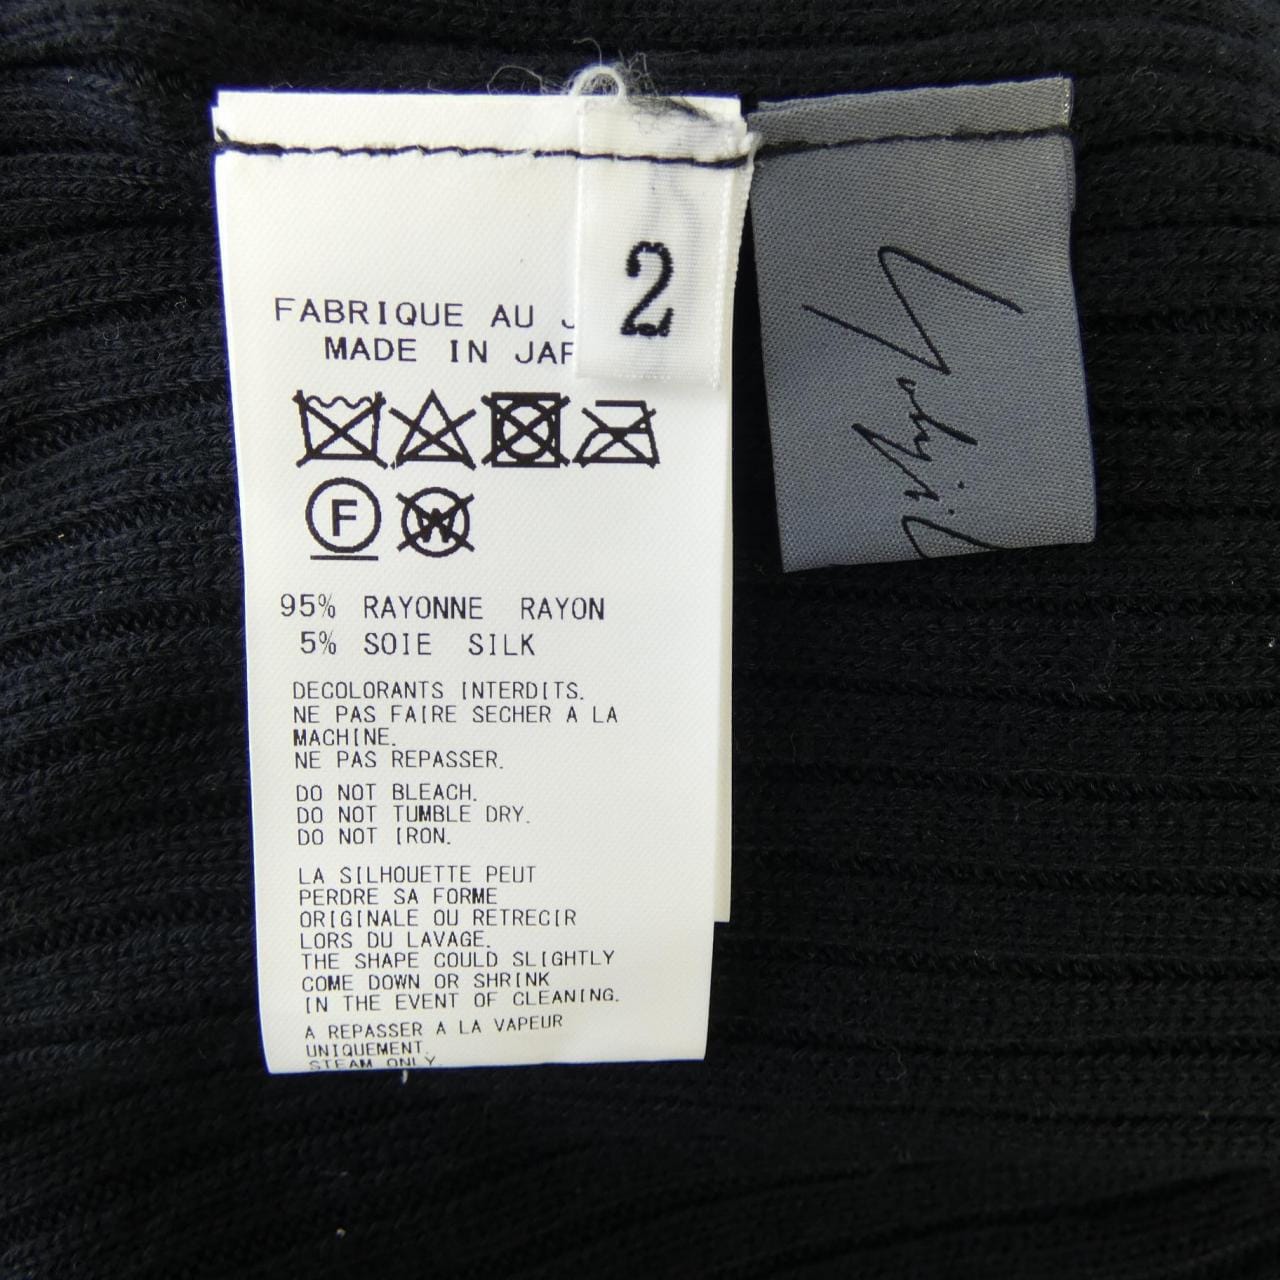 2
FABRIQUE AU J
MADE IN JAP
F
W
95% RAYONNE RAYON
5% SOIE SILK
DECOLORANTS INTERDITS.
NE PAS FAIRE SECHER A LA
MACHINE.
NE PAS REPASSER.
DO NOT BLEACH.
DO NOT TUMBLE DRY.
DO NOT IRON.
LA SILHOUETTE PEUT
PERDRE SA FORME
ORIGINALE OU RETRECIR
LORS DU LAVAGE.
THE SHAPE COULD SLIGHTLY
COME DOWN OR SHRINK
IN THE EVENT OF CLEANING.
A REPASSER A LA VAPEUR
UNIQUEMENT.
STEAM ONLY.